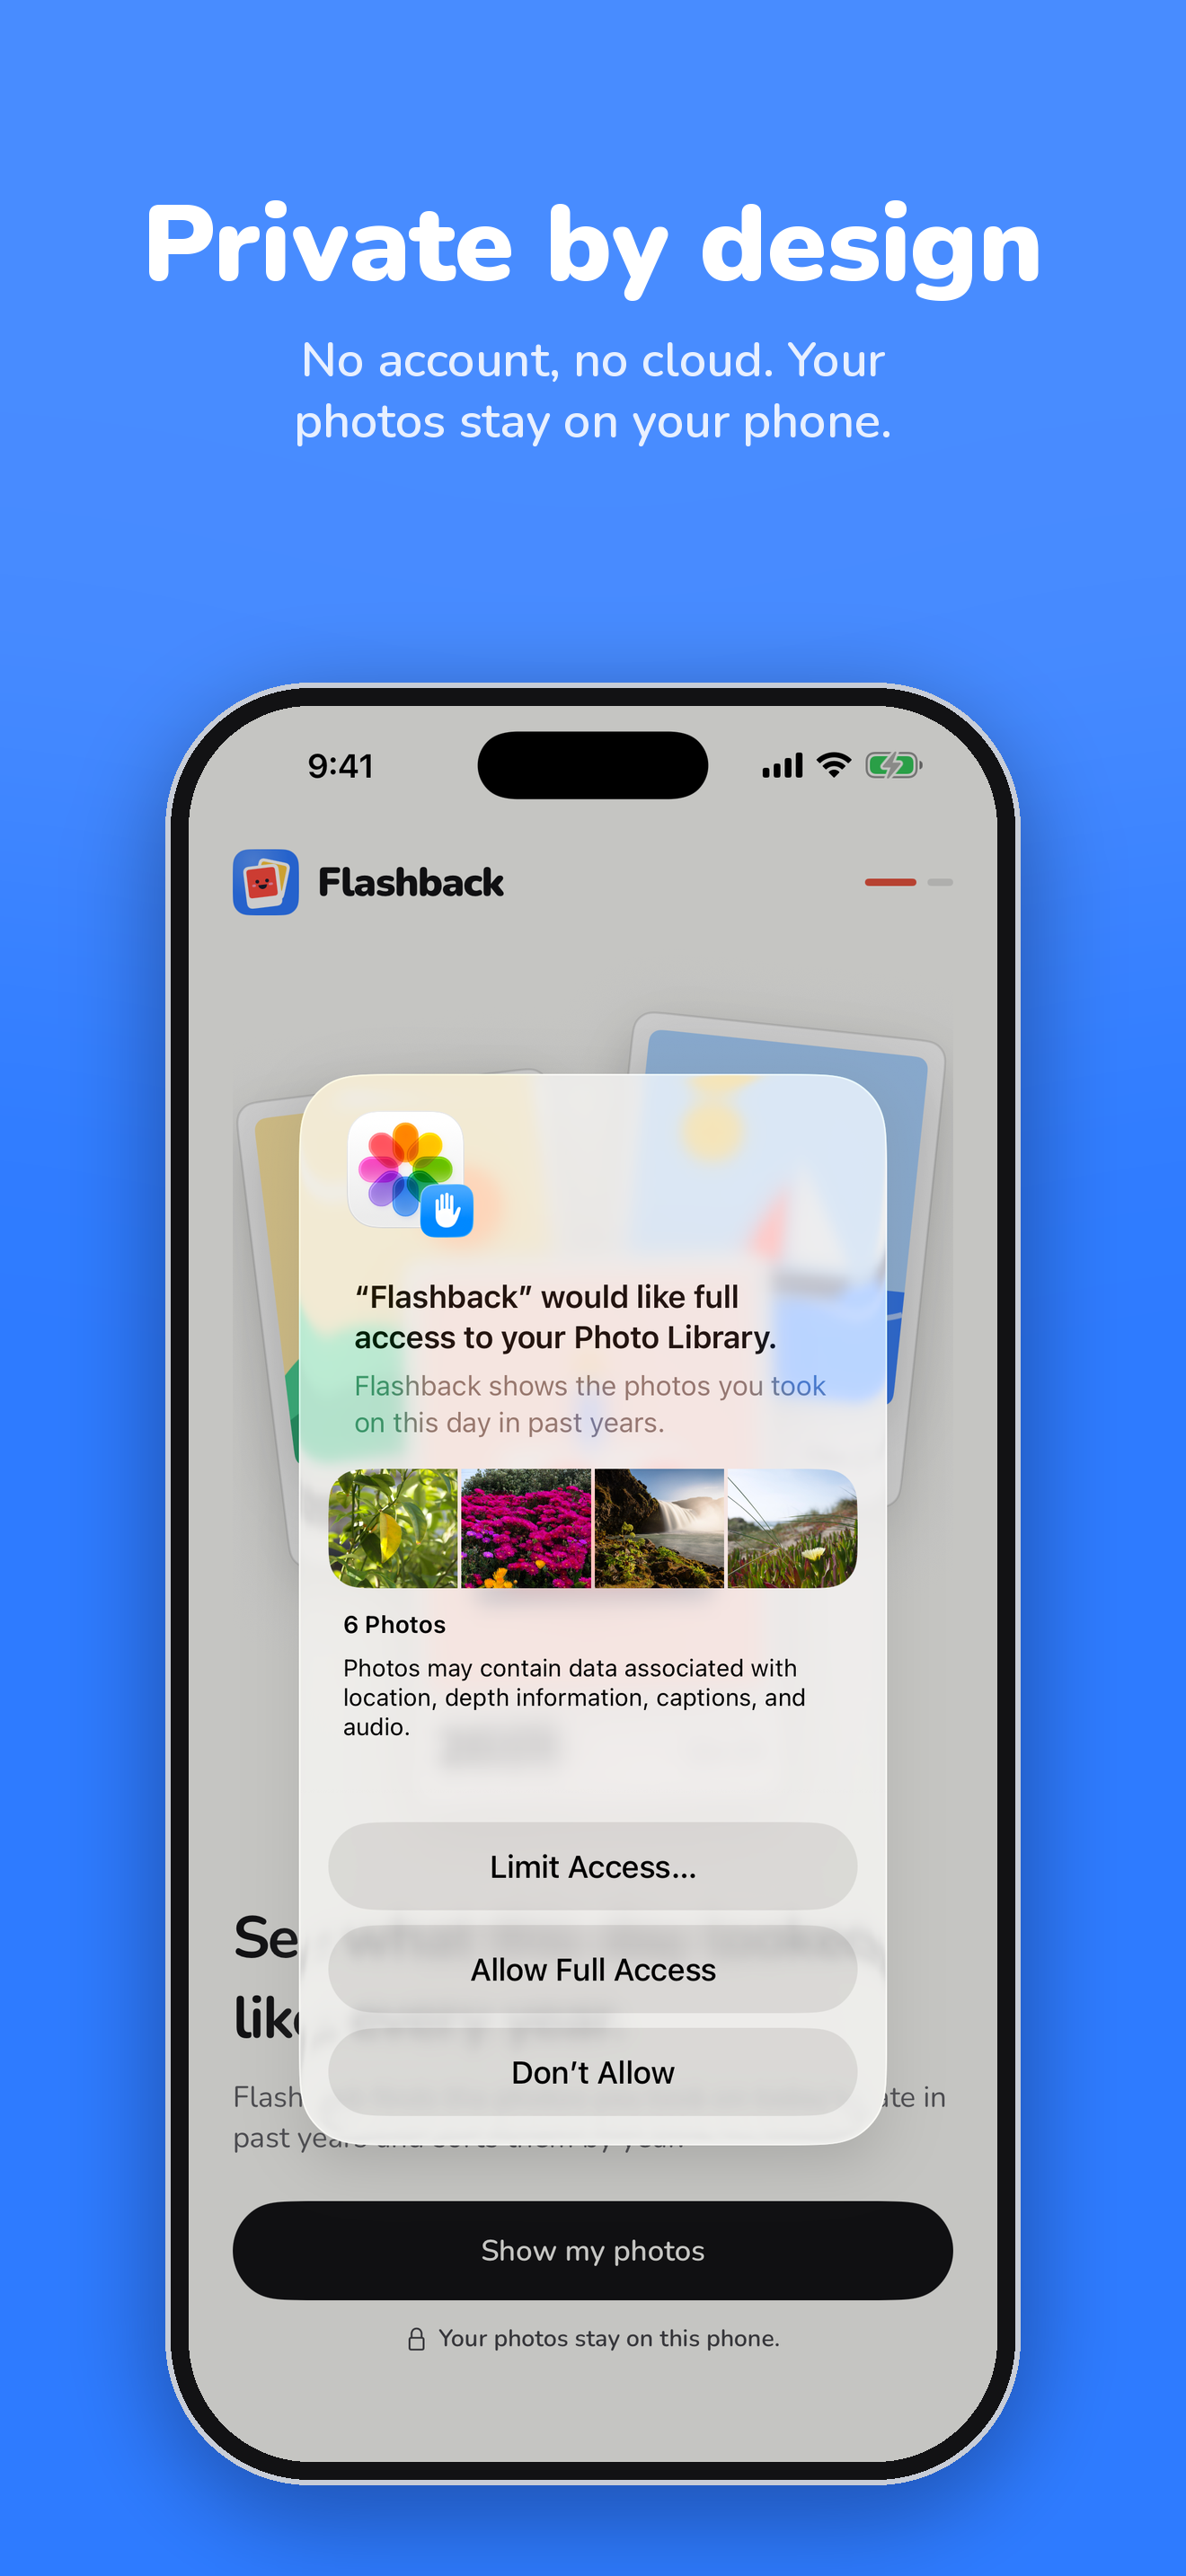 Private by design
No account, no cloud. Your
photos stay on your phone.
9:41
Flashback
“Flashback” would like full
access to your Photo Library.
Flashback shows the photos you took
on this day in past years.
6 Photos
Photos may contain data associated with
location, depth information, captions, and
audio.
Limit Access...
Allow Full Access
Don’t Allow
past years
Show my photos
Your photos stay on this phone.